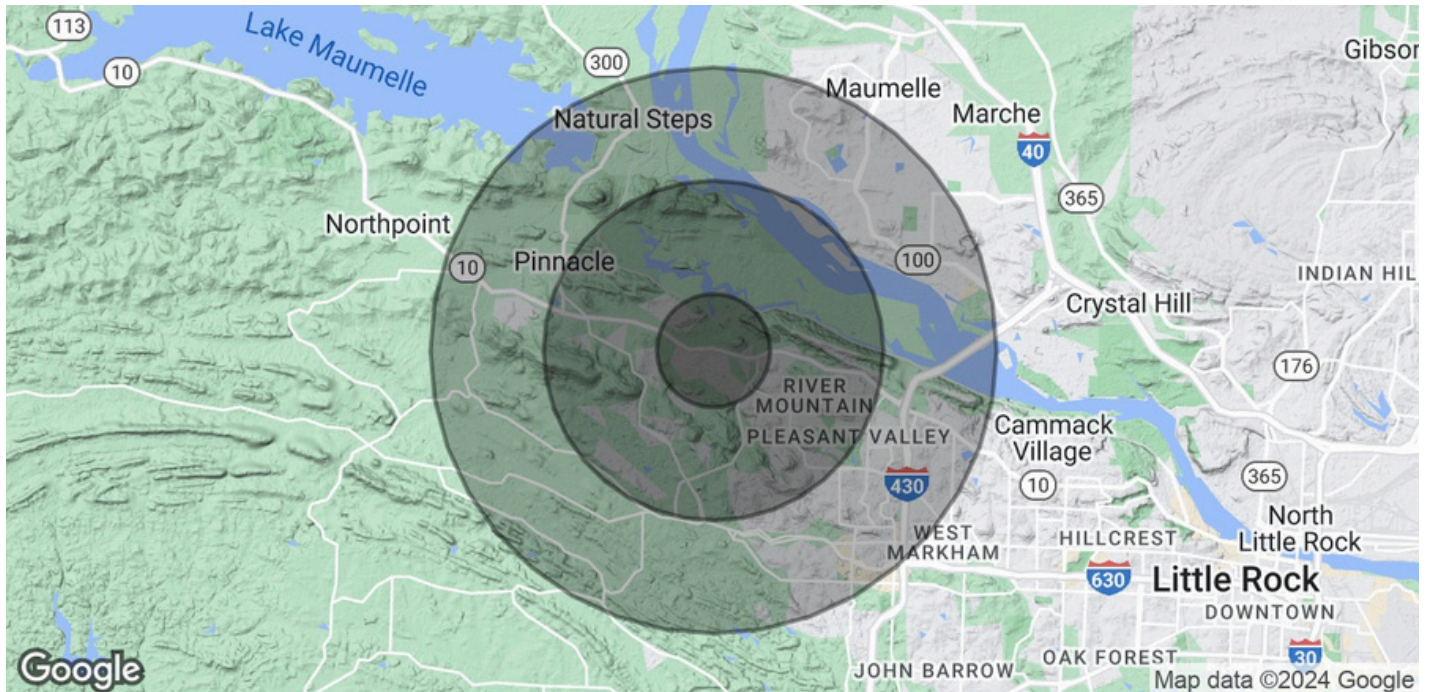 113
10
Lake Maumelle
300
Gibson
Maumelle
Marche
Natural Steps
40
365
Northpoint
10
Pinnacle
100
INDIAN HIL
Crystal Hill
176
RIVER
MOUNTAIN
PLEASANT VALLEY
Cammack
Village
430
10
365
WEST
MARKHAM
HILLCREST
North
Little Rock
630
Little Rock
DOWNTOWN
JOHN BARROW
OAK FOREST
30
Google
Map data ©2024 Google